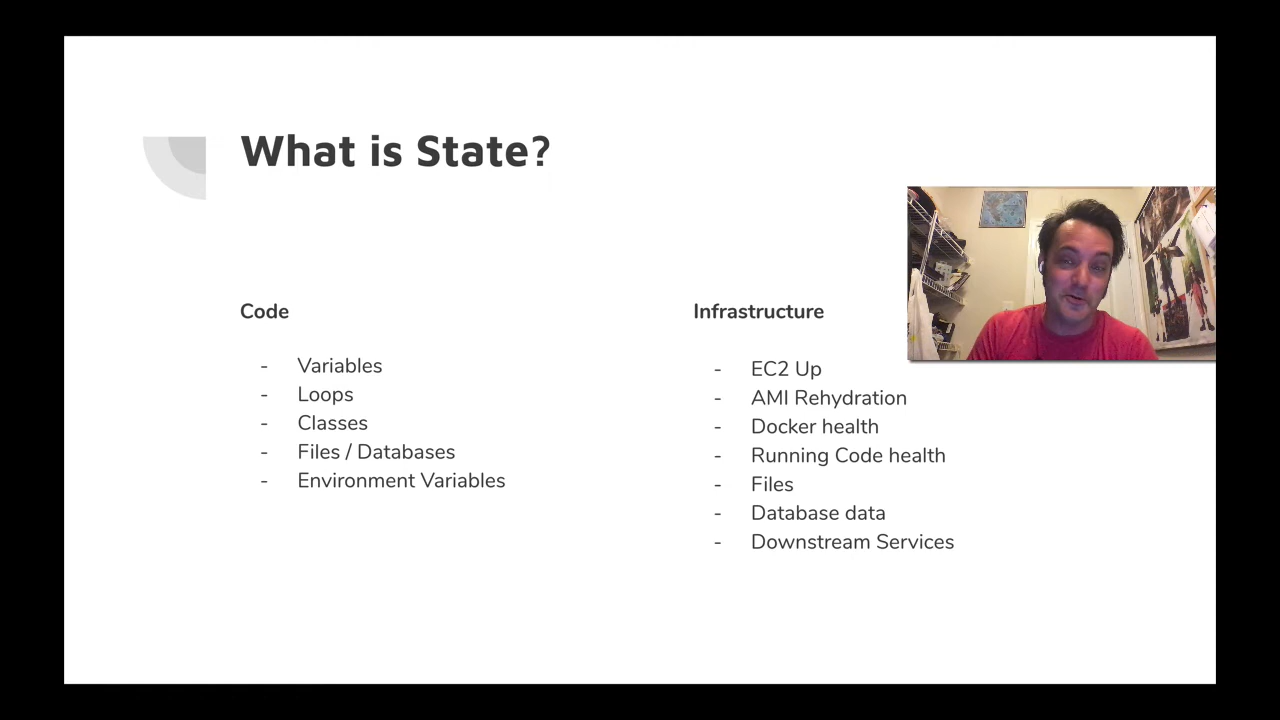 What is State?
Code
- Variables
- Loops
- Classes
- Files / Databases
- Environment Variables
Infrastructure
- EC2 Up
- AMI Rehydration
- Docker health
- Running Code health
- Files
- Database data
- Downstream Services